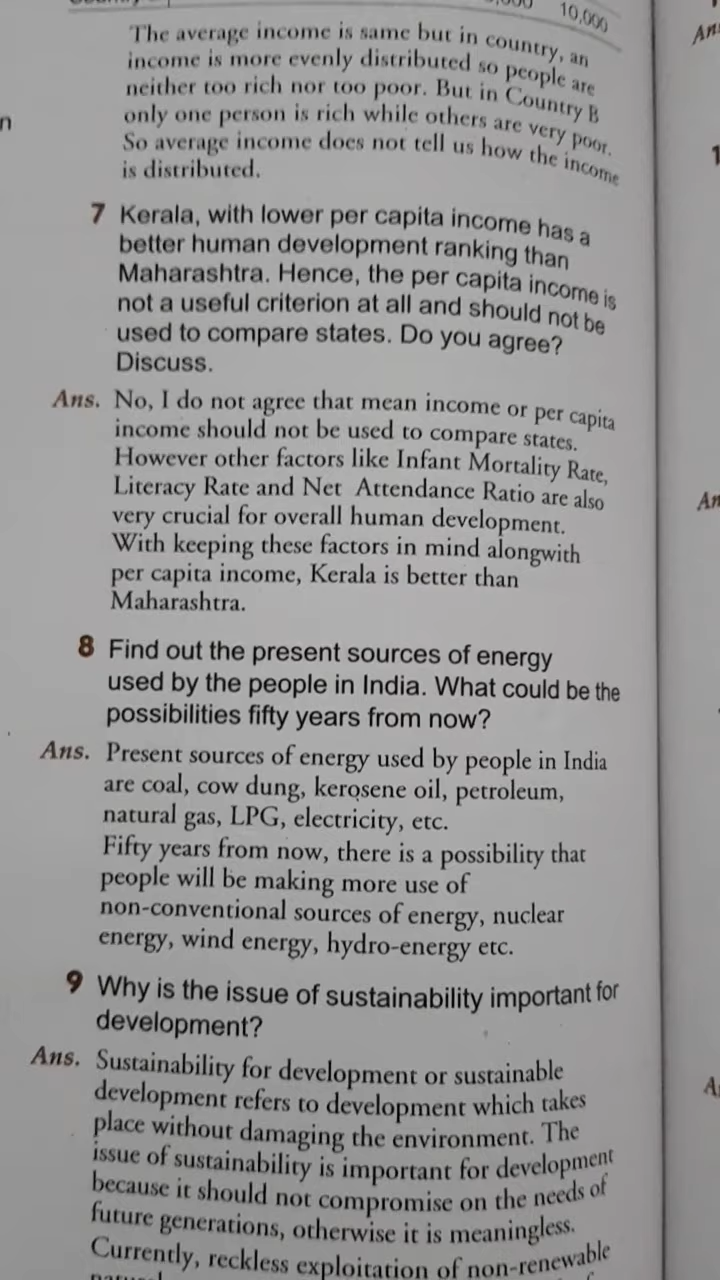 10,000
The average income is same but in country, an
income is more evenly distributed so people are
neither too rich nor too poor. But in Country B
only one person is rich while others are very poor.
So average income does not tell us how the income
is distributed.
7 Kerala, with lower per capita income has a
better human development ranking than
Maharashtra. Hence, the per capita income is
not a useful criterion at all and should not be
used to compare states. Do you agree?
Discuss.
Ans. No, I do not agree that mean income or per capita
income should not be used to compare states.
However other factors like Infant Mortality Rate,
Literacy Rate and Net Attendance Ratio are also
very crucial for overall human development.
With keeping these factors in mind alongwith
per capita income, Kerala is better than
Maharashtra.
8 Find out the present sources of energy
used by the people in India. What could be the
possibilities fifty years from now?
Ans. Present sources of energy used by people in India
are coal, cow dung, kerosene oil, petroleum,
natural gas, LPG, electricity, etc.
Fifty years from now, there is a possibility that
people will be making more use of
non-conventional sources of energy, nuclear
energy, wind energy, hydro-energy etc.
9 Why is the issue of sustainability important for
development?
Ans. Sustainability for development or sustainable
development refers to development which takes
place without damaging the environment. The
issue of sustainability is important for development
because it should not compromise on the needs of
future generations, otherwise it is meaningless.
Currently, reckless exploitation of non-renewable